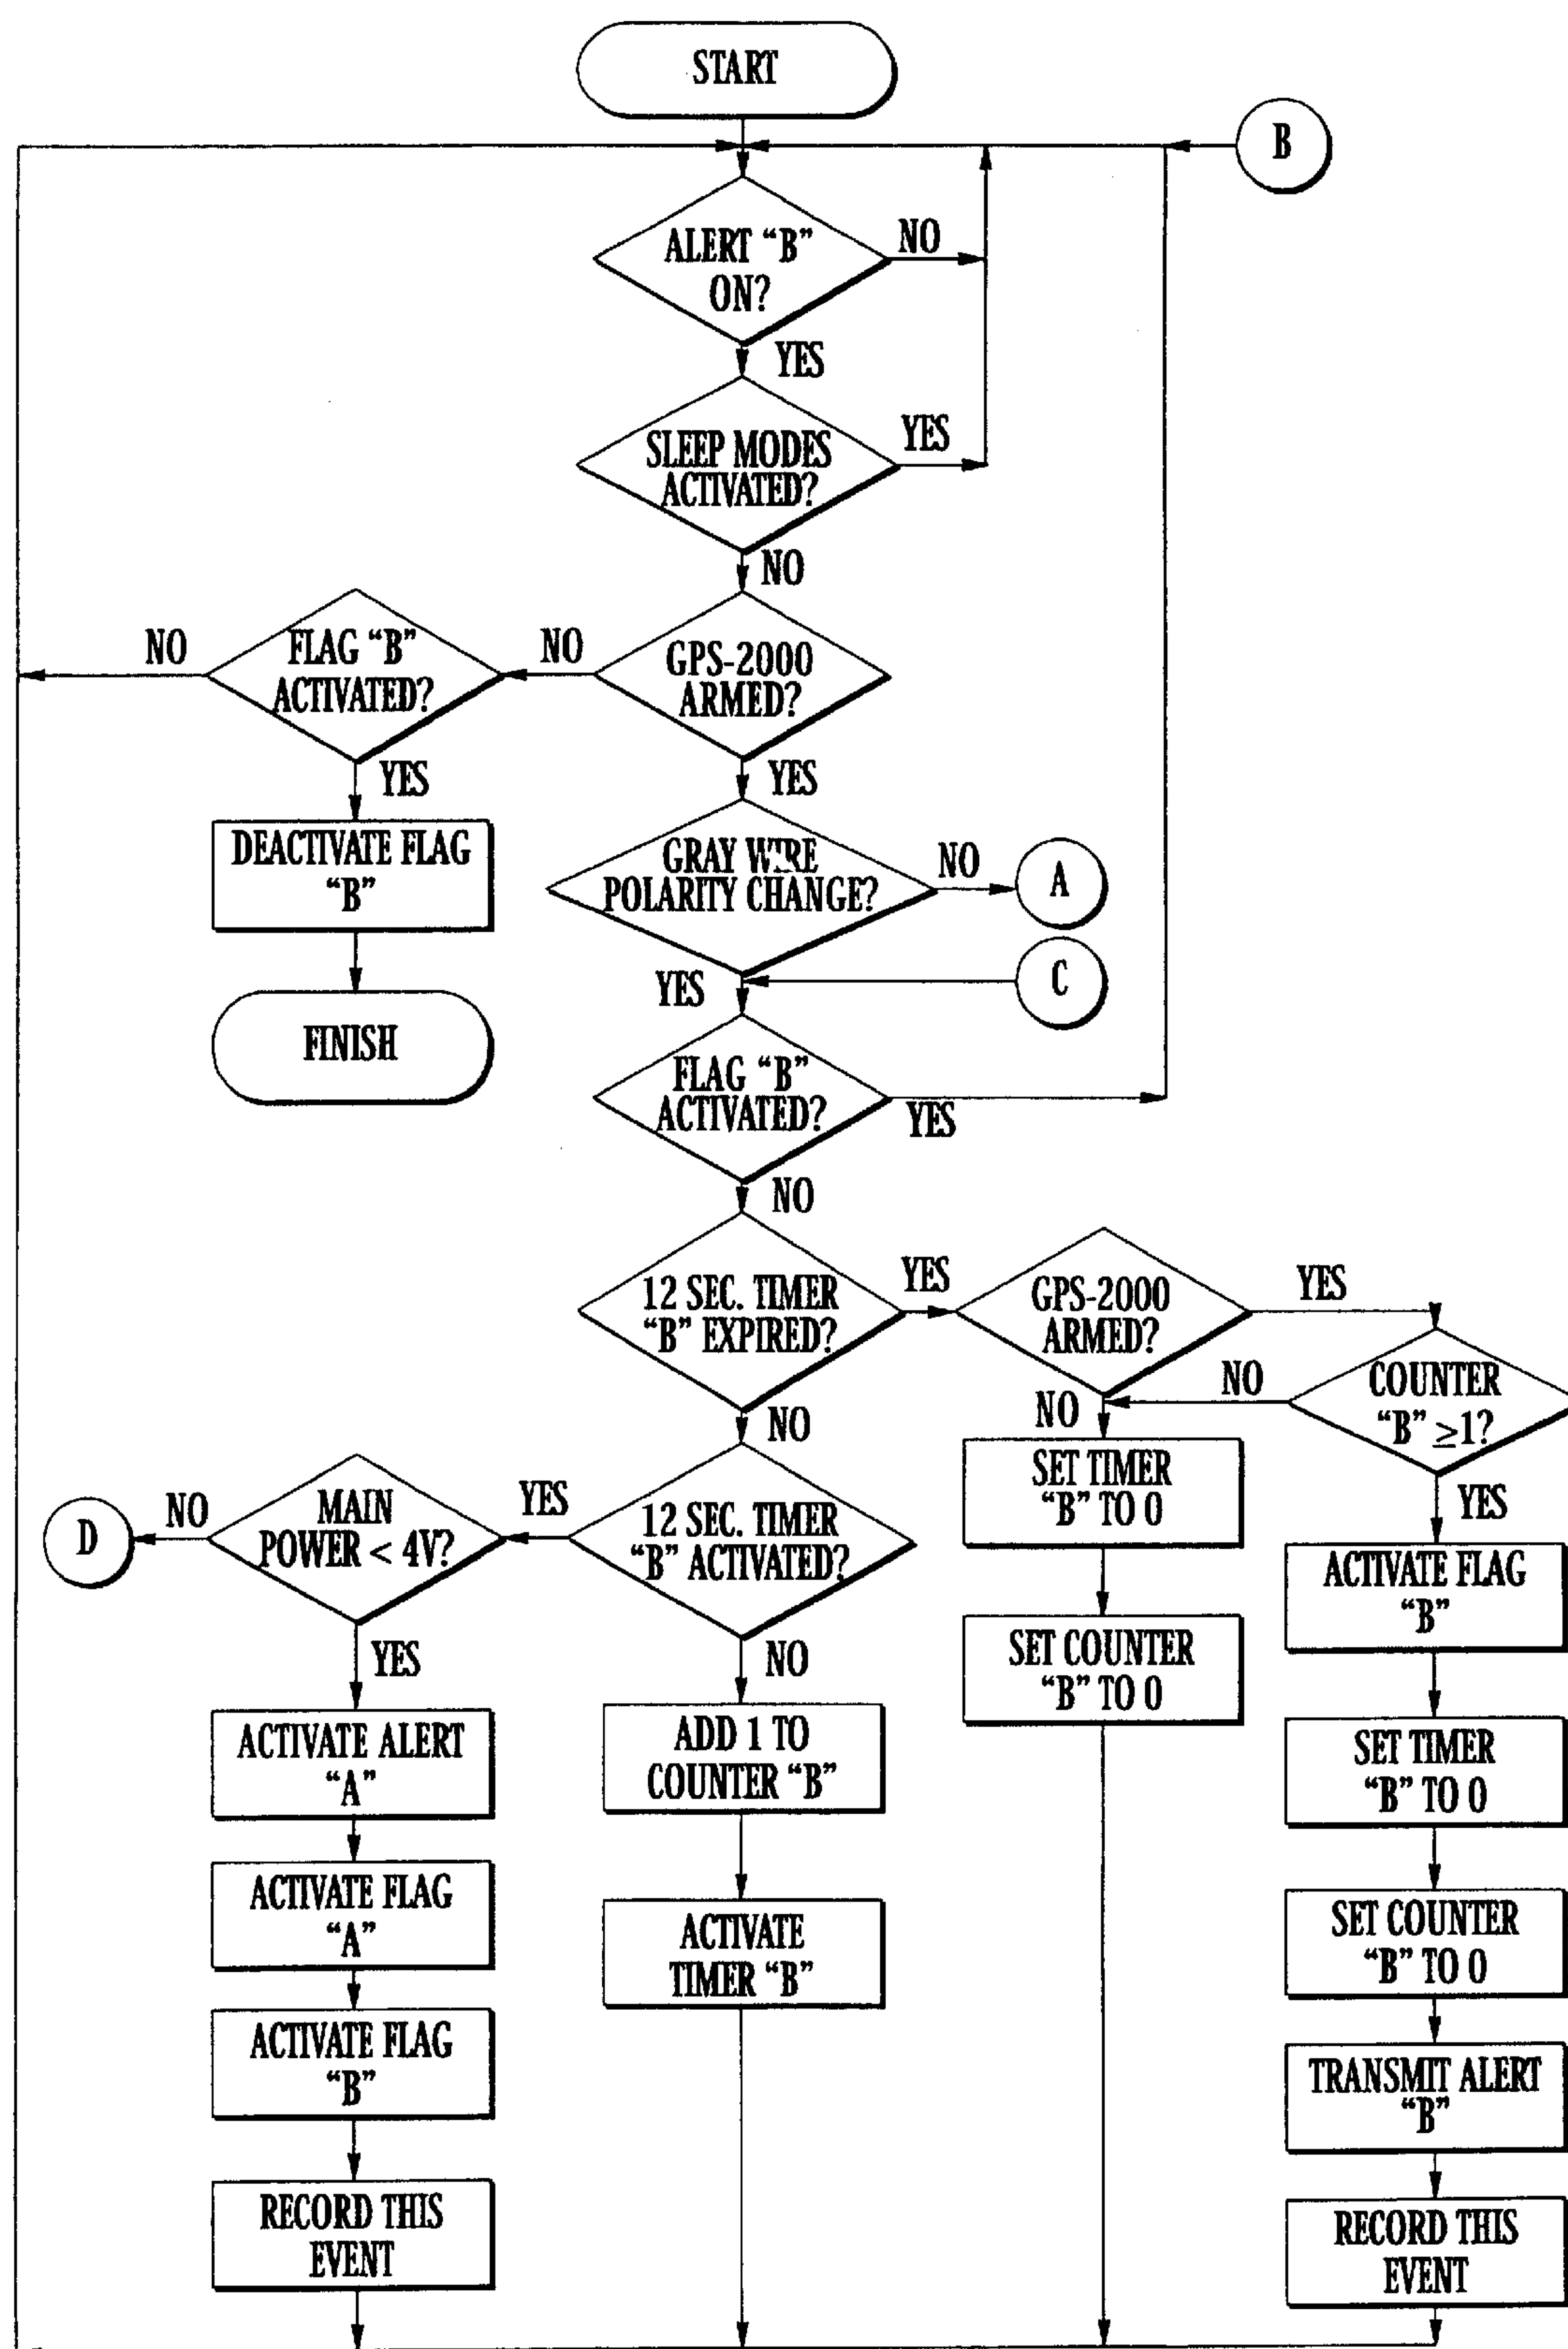 START
B
ALERT “B”
ON?
NO
YES
SLEEP MODES
ACTIVATED?
YES
NO
GPS-2000
ARMED?
NO
FLAG “B”
ACTIVATED?
NO
YES
DEACTIVATE FLAG
“B”
FINISH
YES
GRAY WIRE
POLARITY CHANGE?
NO
A
YES
C
FLAG “B”
ACTIVATED?
YES
NO
12 SEC. TIMER
“B” EXPIRED?
YES
GPS-2000
ARMED?
YES
COUNTER
“B” ≥1?
NO
NO
SET TIMER
“B” TO 0
SET COUNTER
“B” TO 0
YES
ACTIVATE FLAG
“B”
SET TIMER
“B” TO 0
SET COUNTER
“B” TO 0
TRANSMIT ALERT
“B”
RECORD THIS
EVENT
NO
12 SEC. TIMER
“B” ACTIVATED?
YES
MAIN
POWER < 4V?
NO
D
YES
ACTIVATE ALERT
“A”
ACTIVATE FLAG
“A”
ACTIVATE FLAG
“B”
RECORD THIS
EVENT
NO
ADD 1 TO
COUNTER “B”
ACTIVATE
TIMER “B”